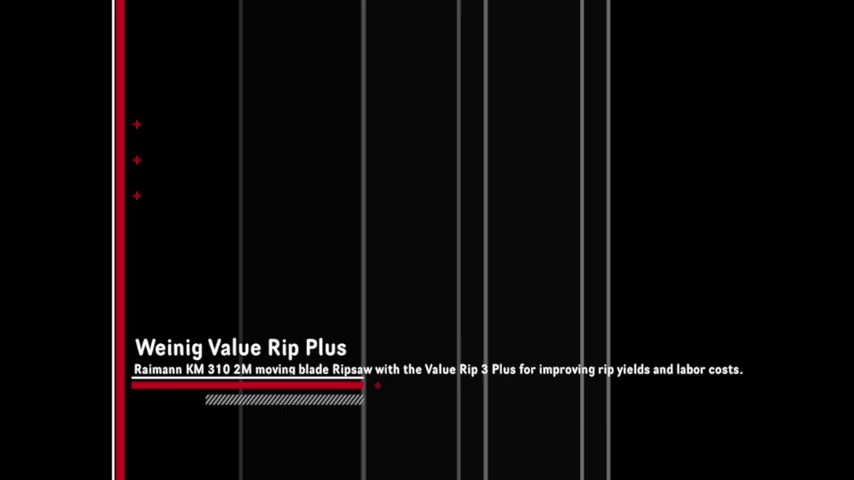 Weinig Value Rip Plus
Raimann KM 310 2M moving blade Ripsaw with the Value Rip 3 Plus for improving rip yields and labor costs.